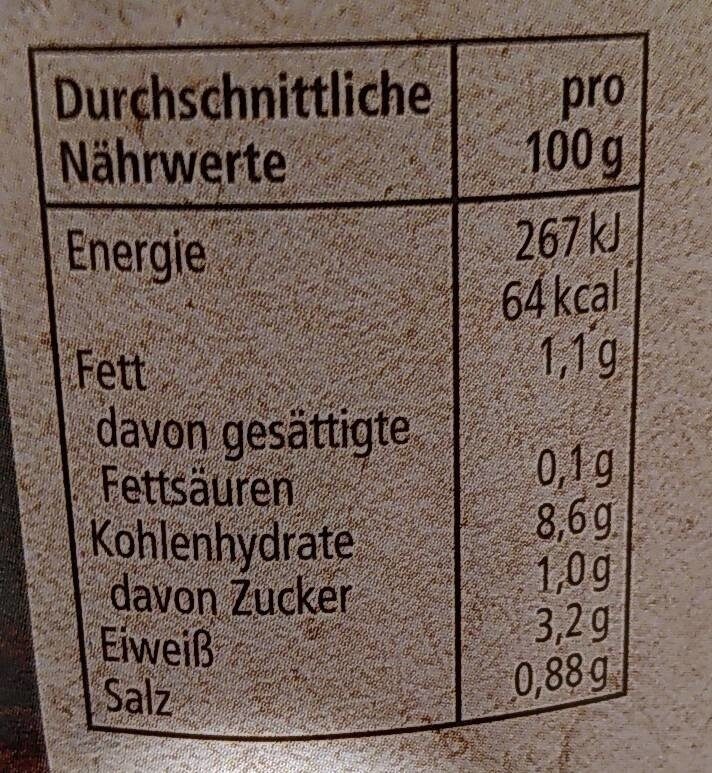 Durchschnittliche pro
Nährwerte 100 g
Energie 267 kJ
64 kcal
Fett 1,1 g
davon gesättigte
Fettsäuren 0,1 g
Kohlenhydrate 8,6 g
davon Zucker 1,0 g
Eiweiß 3,2 g
Salz 0,88 g